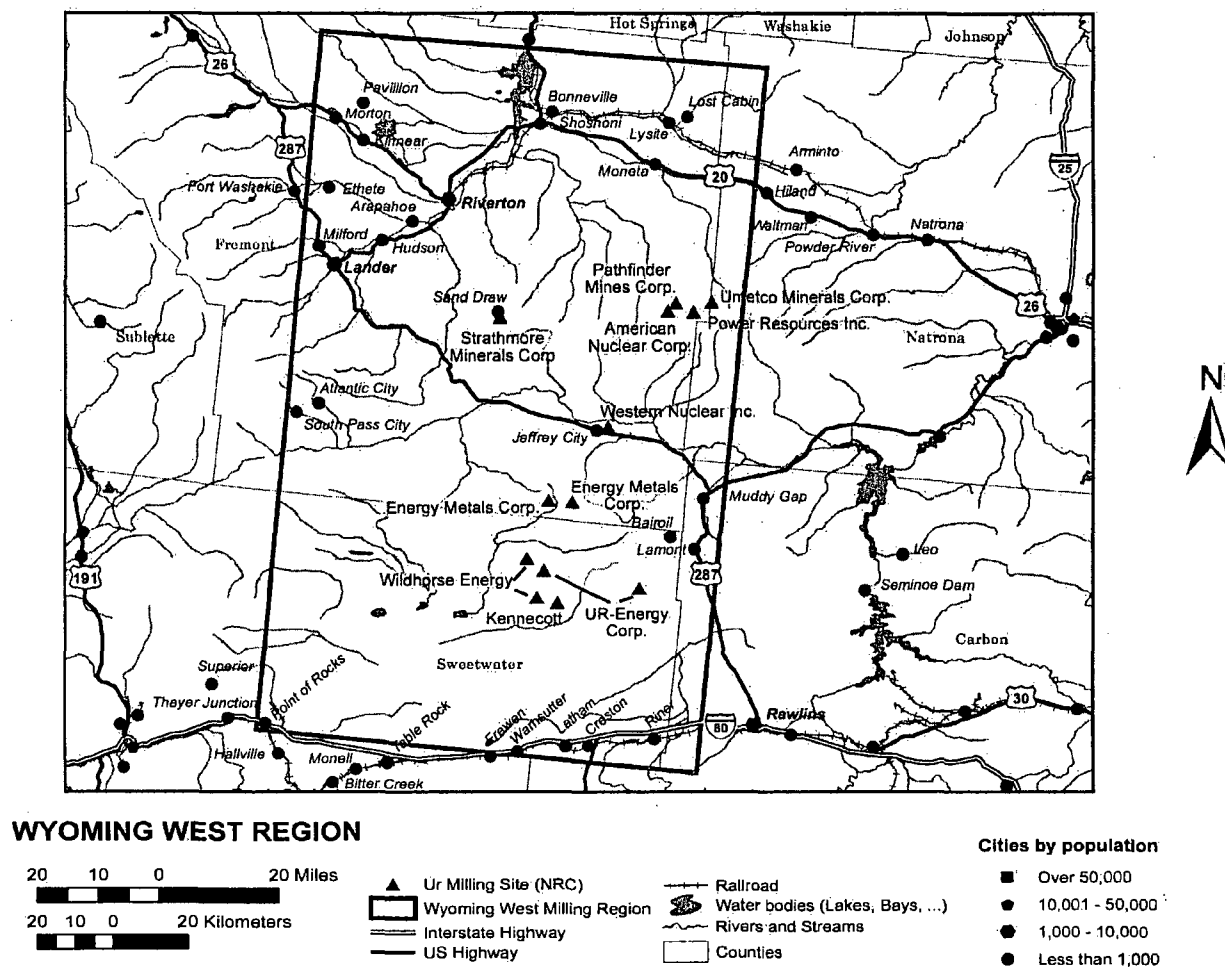 Hot Springs
Washakie
Johnson
26
Pavillion
Morton
Kinnear
Bonneville
Shoshoni
Lost Cabin
Lysite
Arminto
25
287
Fort Washakie
Ethete
Arapahoe
Riverton
Moneta
20
Hiland
Waltman
Powder River
Natrona
Fremont
Milford
Hudson
Lander
Pathfinder
Mines Corp.
Umetco Minerals Corp.
Power Resources Inc.
American
Nuclear Corp.
26
Sand Draw
Strathmore
Minerals Corp
Sublette
Natrona
N
Atlantic City
South Pass City
Western Nuclear Inc.
Jeffrey City
Energy Metals Corp.
Energy Metals
Corp.
Muddy Gap
Bairoil
Lamont
Leo
191
287
Seminoe Dam
Wildhorse Energy
Kennecott
UR-Energy
Corp.
Carbon
Sweetwater
Superior
Thayer Junction
Point of Rocks
Hallville
Monell
Bitter Creek
Table Rock
Frewen
Wamsutter
Latham
Creston
Riner
80
Rawlins
30
WYOMING WEST REGION
20 10 0 20 Miles
20 10 0 20 Kilometers
Ur Milling Site (NRC)
Wyoming West Milling Region
Interstate Highway
US Highway
Railroad
Water bodies (Lakes, Bays, ...)
Rivers and Streams
Counties
Cities by population
Over 50,000
10,001 - 50,000
1,000 - 10,000
Less than 1,000